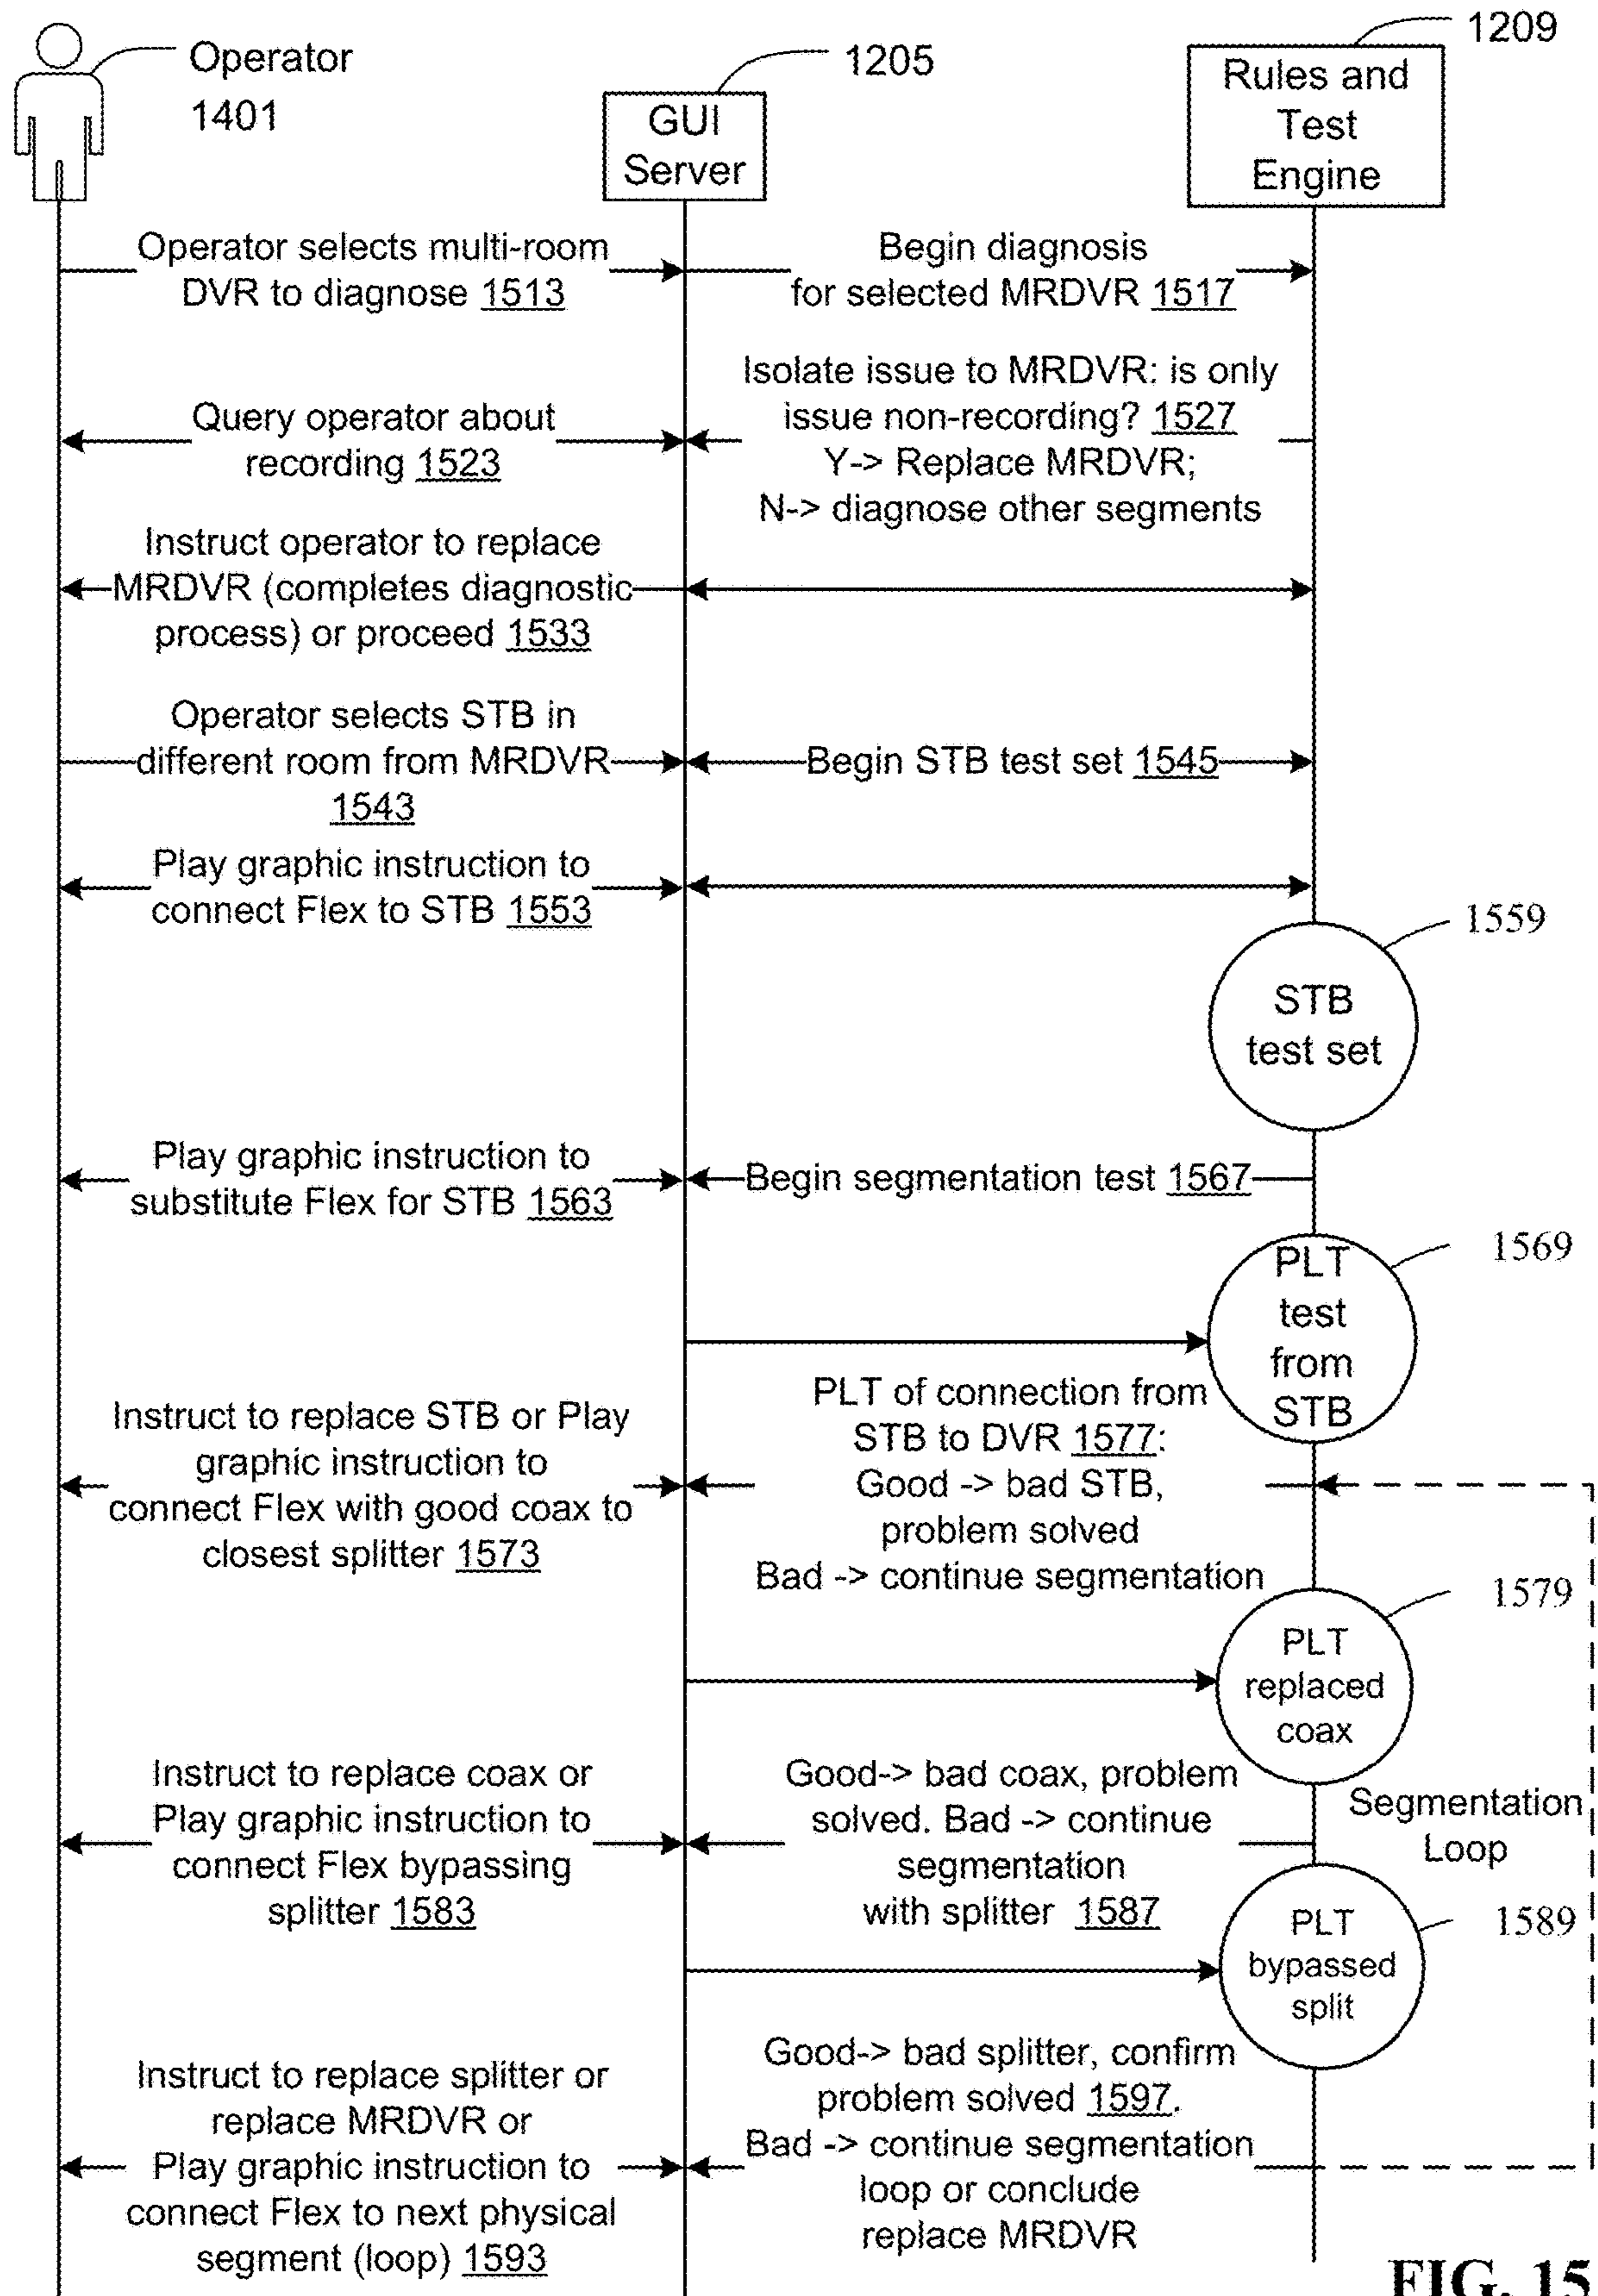 1209
Operator
1401
1205
GUI
Server
Rules and
Test
Engine
Operator selects multi-room
DVR to diagnose 1513
Begin diagnosis
for selected MRDVR 1517
Isolate issue to MRDVR: is only
issue non-recording? 1527
Y-> Replace MRDVR;
N-> diagnose other segments
Query operator about
recording 1523
Instruct operator to replace
MRDVR (completes diagnostic
process) or proceed 1533
Operator selects STB in
different room from MRDVR
1543
Begin STB test set 1545
Play graphic instruction to
connect Flex to STB 1553
1559
STB
test set
Play graphic instruction to
substitute Flex for STB 1563
Begin segmentation test 1567
1569
PLT
test
from
STB
PLT of connection from
STB to DVR 1577:
Good -> bad STB,
problem solved
Bad -> continue segmentation
Instruct to replace STB or Play
graphic instruction to
connect Flex with good coax to
closest splitter 1573
1579
PLT
replaced
coax
Instruct to replace coax or
Play graphic instruction to
connect Flex bypassing
splitter 1583
Good-> bad coax, problem
solved. Bad -> continue
segmentation
with splitter 1587
Segmentation
Loop
1589
PLT
bypassed
split
Good-> bad splitter, confirm
problem solved 1597.
Bad -> continue segmentation
loop or conclude
replace MRDVR
Instruct to replace splitter or
replace MRDVR or
Play graphic instruction to
connect Flex to next physical
segment (loop) 1593
FIG. 15